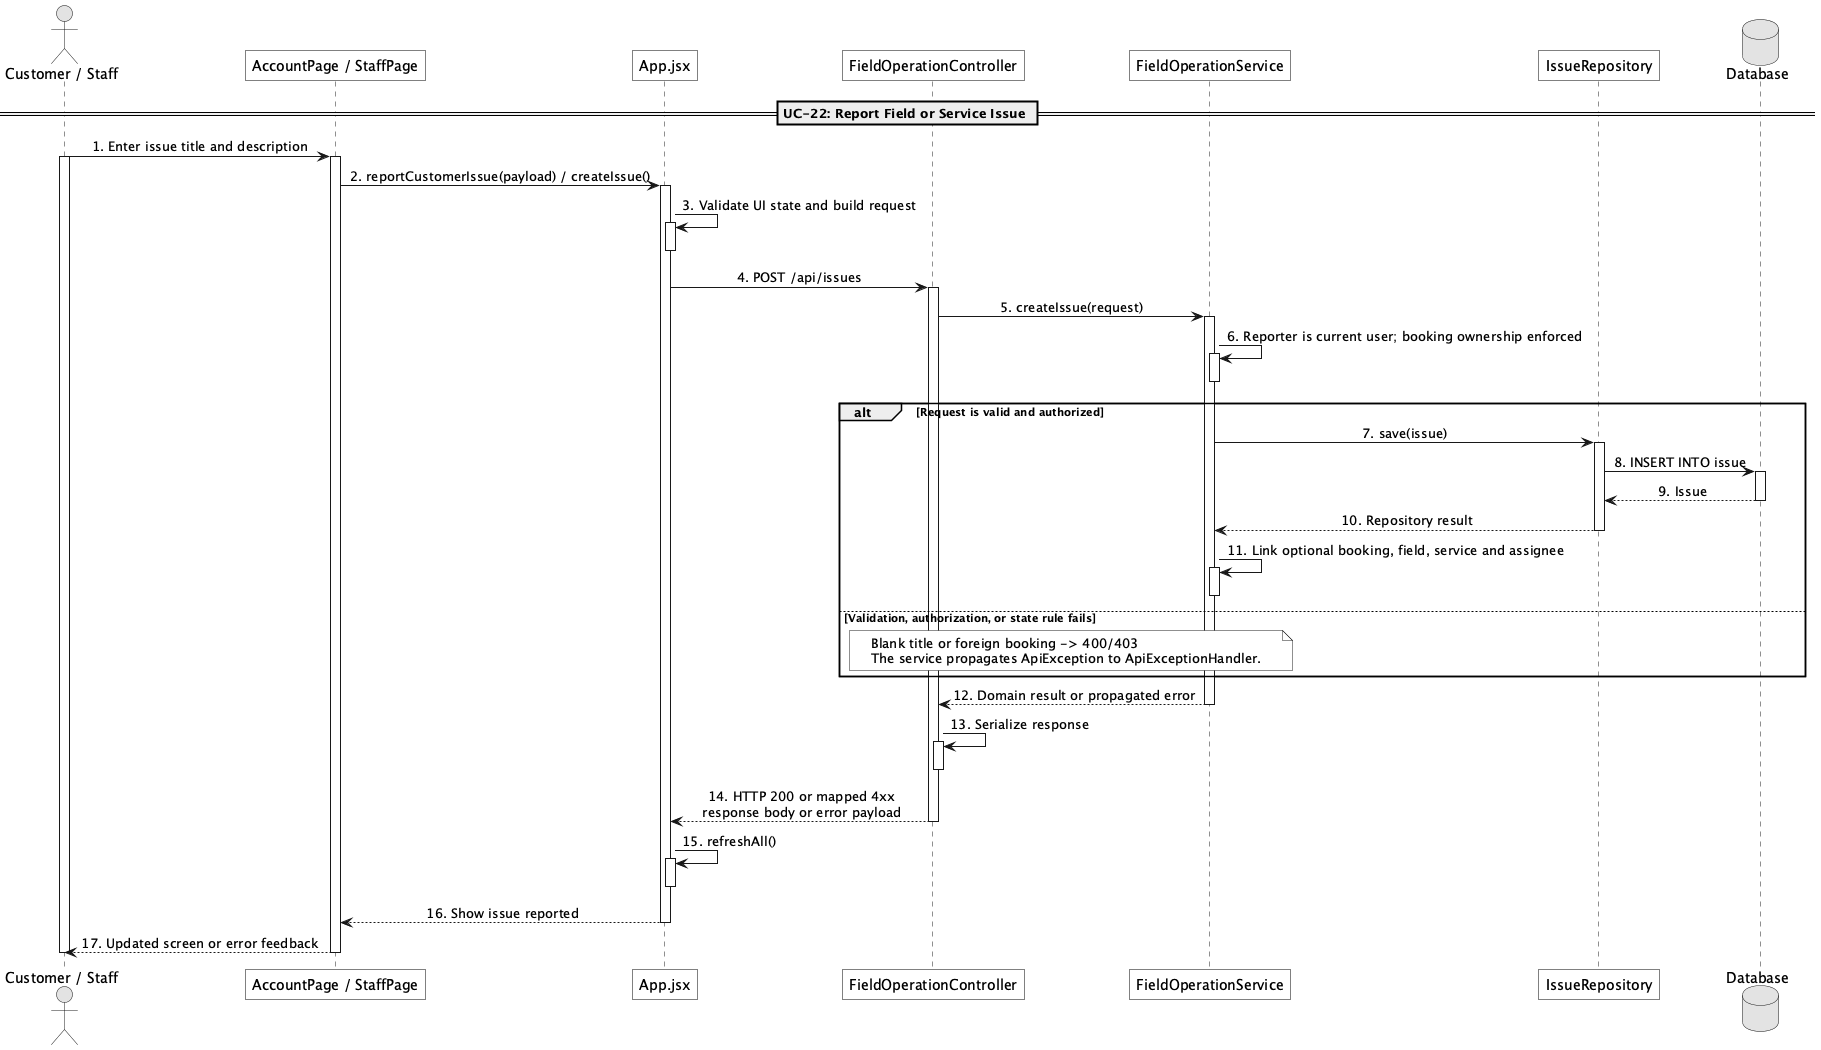 Customer / Staff
AccountPage / StaffPage
App.jsx
FieldOperationController
FieldOperationService
IssueRepository
Database
UC-22: Report Field or Service Issue
1. Enter issue title and description
2. reportCustomerIssue(payload) / createIssue()
3. Validate UI state and build request
4. POST /api/issues
5. createIssue(request)
6. Reporter is current user; booking ownership enforced
alt
[Request is valid and authorized]
7. save(issue)
8. INSERT INTO issue
9. Issue
10. Repository result
11. Link optional booking, field, service and assignee
[Validation, authorization, or state rule fails]
Blank title or foreign booking -> 400/403
The service propagates ApiException to ApiExceptionHandler.
12. Domain result or propagated error
13. Serialize response
14. HTTP 200 or mapped 4xx
response body or error payload
15. refreshAll()
16. Show issue reported
17. Updated screen or error feedback
Customer / Staff
AccountPage / StaffPage
App.jsx
FieldOperationController
FieldOperationService
IssueRepository
Database